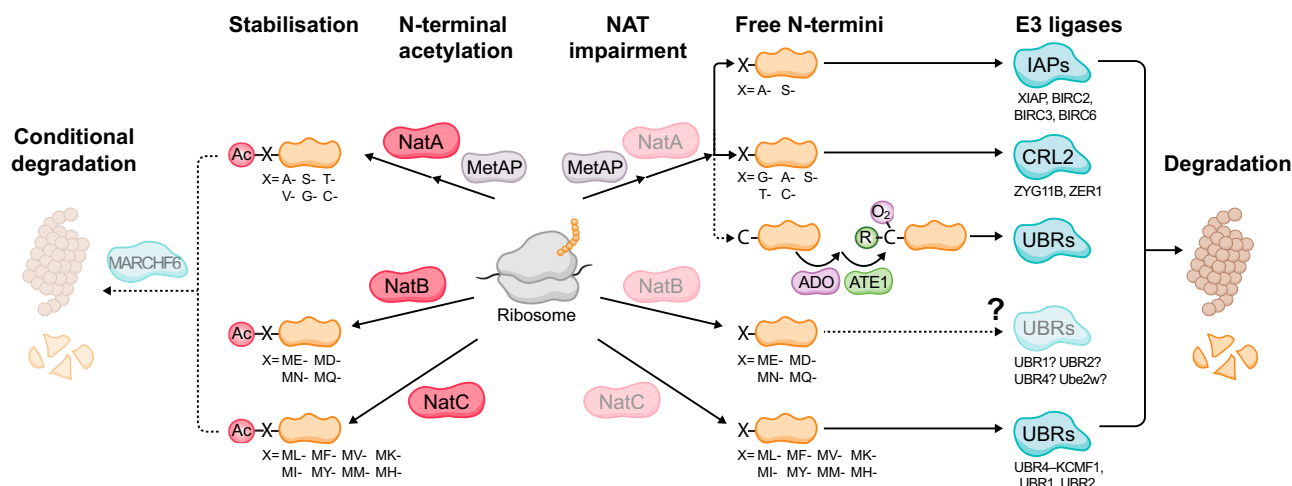 Stabilisation
N-terminal
acetylation
NAT
impairment
Free N-termini
E3 ligases
Conditional
degradation
MARCHF6
Ac X
X= A- S- T-
V- G- C-
NatA
MetAP
MetAP
NatA
X
X= A- S-
IAPs
XIAP, BIRC2,
BIRC3, BIRC6
X
X= G- A- S-
T- C-
CRL2
ZYG11B, ZER1
Degradation
C
ADO
ATE1
O2
R C
UBRs
Ribosome
NatB
Ac X
X= ME- MD-
MN- MQ-
NatB
X
X= ME- MD-
MN- MQ-
?
UBRs
UBR1? UBR2?
UBR4? Ube2w?
NatC
Ac X
X= ML- MF- MV- MK-
MI- MY- MM- MH-
NatC
X
X= ML- MF- MV- MK-
MI- MY- MM- MH-
UBRs
UBR4–KCMF1,
UBR1, UBR2